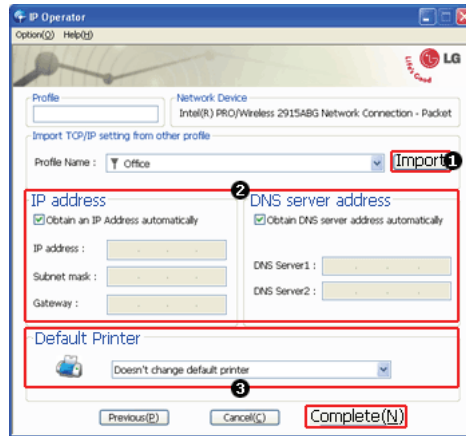 IP Operator
Option(O) Help(H)
Life's Good
LG
Profile
Network Device
Intel(R) PRO/Wireless 2915ABG Network Connection - Packet
Import TCP/IP setting from other profile
Profile Name : Office
Import 1
2
IP address
DNS server address
Obtain an IP Address automatically
Obtain DNS server address automatically
IP address :
DNS Server1 :
Subnet mask :
DNS Server2 :
Gateway :
Default Printer
Doesn't change default printer
3
Previous(P)
Cancel(C)
Complete(N)